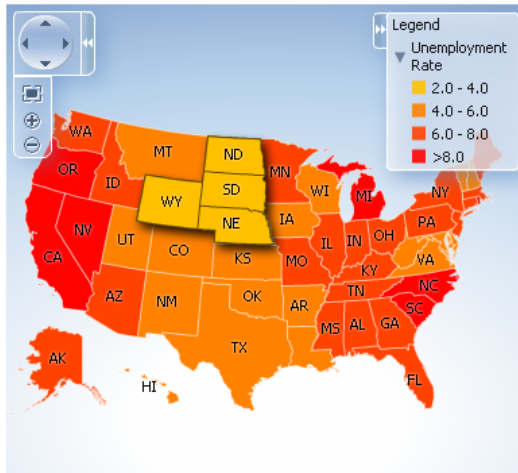 Legend
Unemployment
Rate
2.0 - 4.0
4.0 - 6.0
6.0 - 8.0
>8.0
WA
MT
ND
MN
OR
ID
SD
WI
MI
NY
WY
NE
IA
PA
NV
UT
CO
KS
IL
IN
OH
VA
CA
MO
KY
AZ
NM
OK
AR
TN
NC
SC
MS
AL
GA
TX
AK
HI
FL